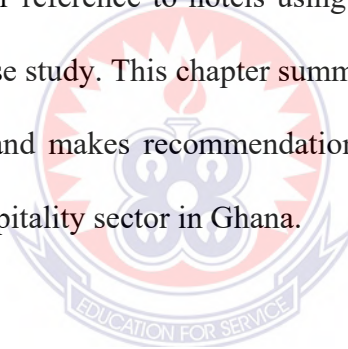 reference to hotels using
se study. This chapter summ
and makes recommendation
pitality sector in Ghana.
EDUCATION FOR SERVICE